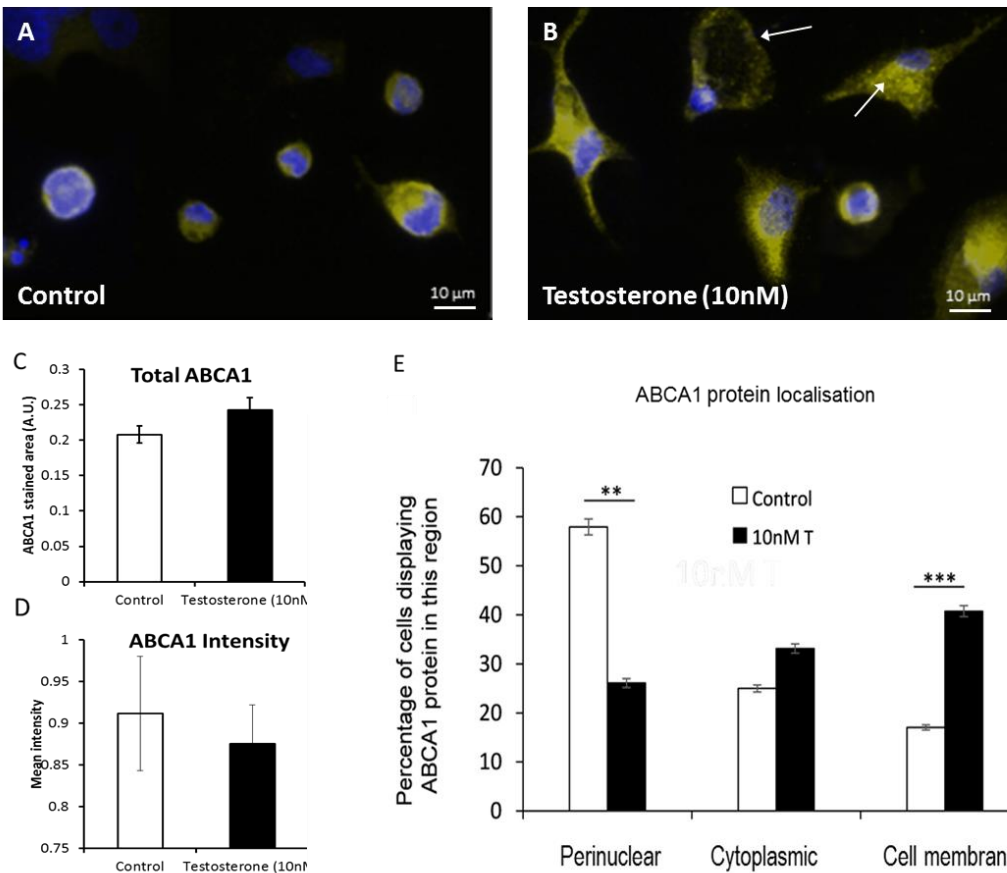 A
Control
10 µm
B
Testosterone (10nM)
10 µm
C
Total ABCA1
ABCA1 stained area (A.U.)
0.3
0.25
0.2
0.15
0.1
0.05
0
Control
Testosterone (10nM
D
ABCA1 Intensity
Mean intensity
1
0.95
0.9
0.85
0.8
0.75
Control
Testosterone (10nM
E
ABCA1 protein localisation
Percentage of cells displaying
ABCA1 protein in this region
70
60
50
40
30
20
10
0
**
***
Control
10nM T
10nM T
Perinuclear
Cytoplasmic
Cell membran